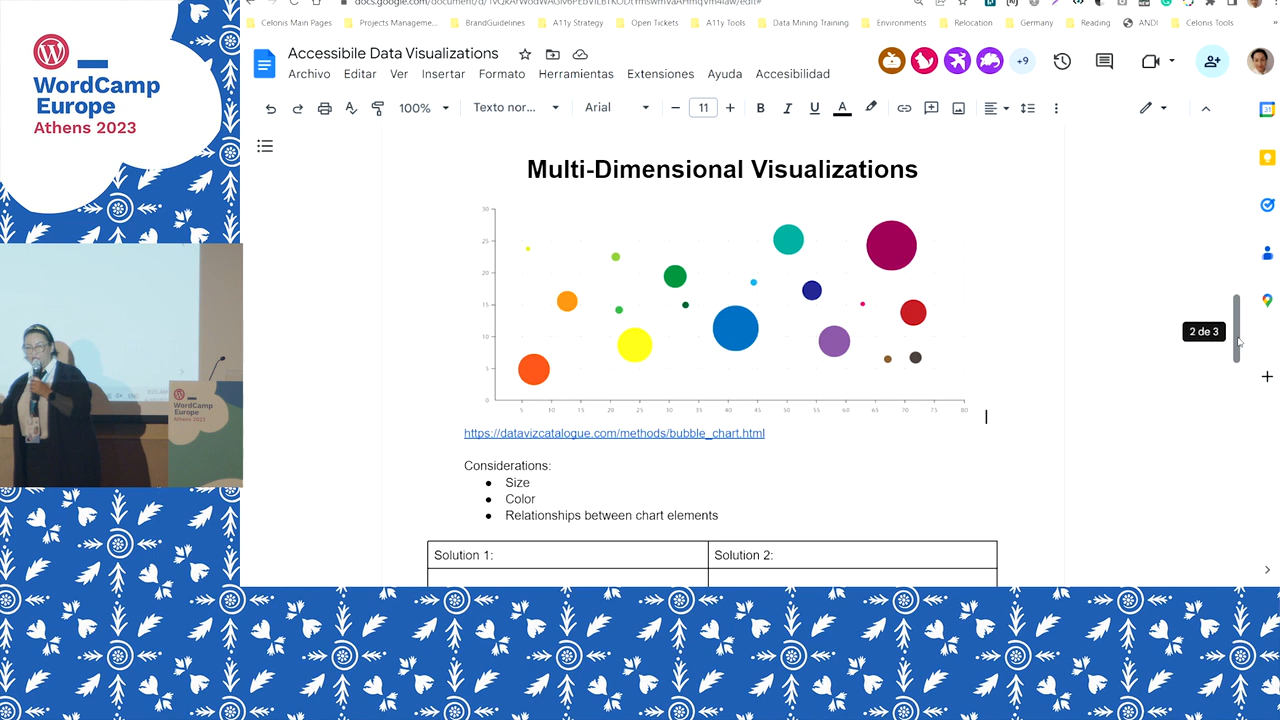 WordCamp
Europe
Athens 2023
Celonis Main Pages
Projects Manageme...
BrandGuidelines
A11y Strategy
Open Tickets
A11y Tools
Data Mining Training
Environments
Relocation
Germany
Reading
ANDI
Celonis Tools
Accessibile Data Visualizations
+9
Archivo Editar Ver Insertar Formato Herramientas Extensiones Ayuda Accesibilidad
100% Texto nor... Arial 11 B I U A
Multi-Dimensional Visualizations
30
25
20
15
10
5
0
5 10 15 20 25 30 35 40 45 50 55 60 65 70 75 80
2 de 3
https://datavizcatalogue.com/methods/bubble_chart.html
Considerations:
● Size
● Color
● Relationships between chart elements
Solution 1: Solution 2:
WordCamp
Europe
Athens 2023